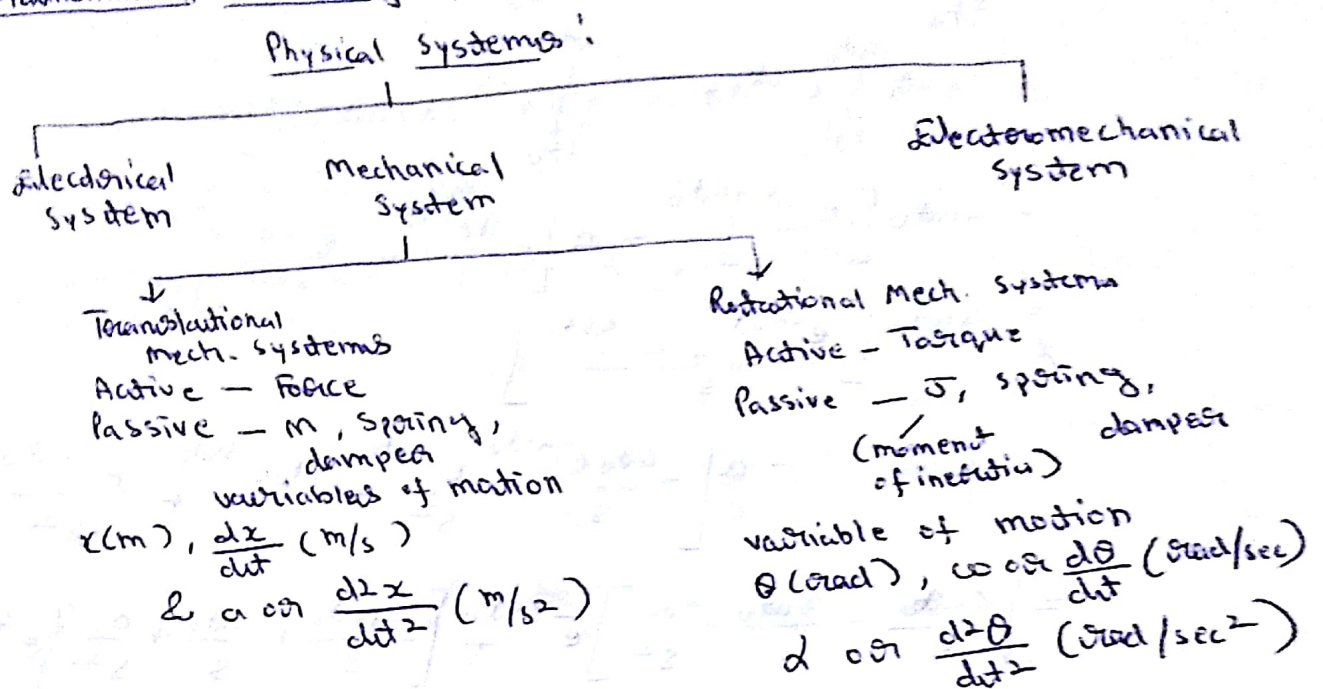 Physical Systems :
Electrical
System
Mechanical
System
Electromechanical
System
Translational
Mech. Systems
Active — Force
Passive — m, Spring,
damper
variables of motion
x(m), dx/dt (m/s)
& a or d2x/dt2 (m/s2)
Rotational Mech. Systems
Active — Torque
Passive — J, spring,
damper
(moment
of inertia)
variable of motion
θ (rad), ω or dθ/dt (rad/sec)
α or d2θ/dt2 (rad/sec2)